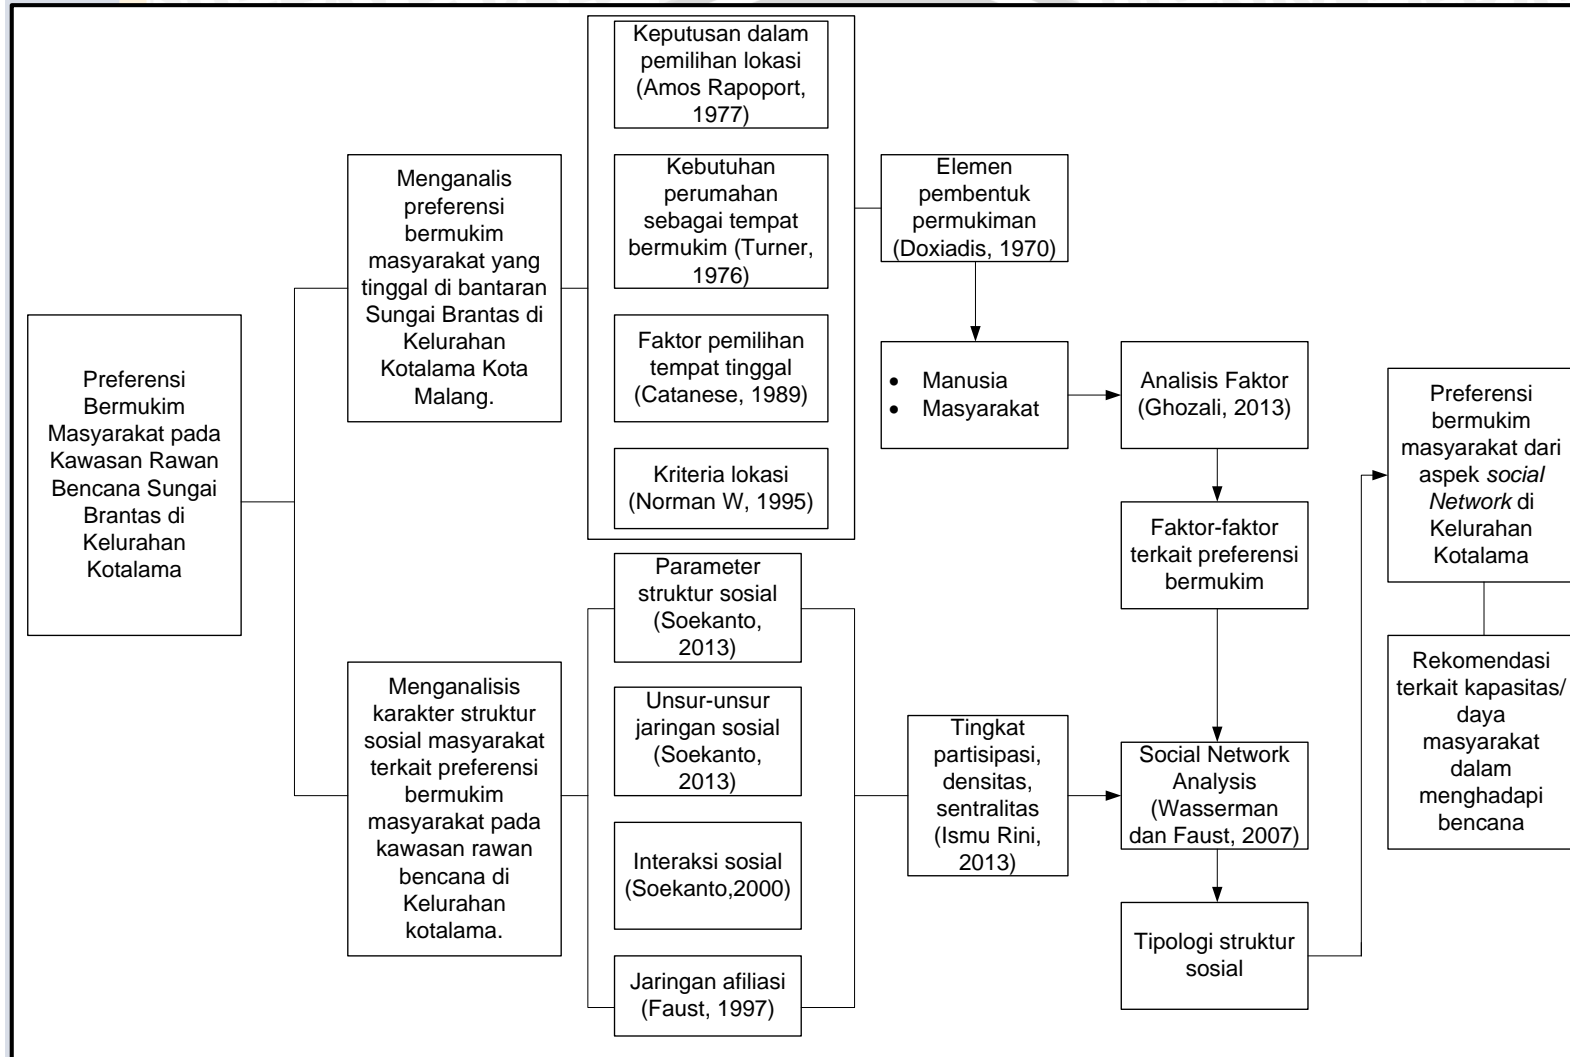 Preferensi
Bermukim
Masyarakat pada
Kawasan Rawan
Bencana Sungai
Brantas di
Kelurahan
Kotalama
Menganalis
preferensi
bermukim
masyarakat yang
tinggal di bantaran
Sungai Brantas di
Kelurahan
Kotalama Kota
Malang.
Menganalisis
karakter struktur
sosial masyarakat
terkait preferensi
bermukim
masyarakat pada
kawasan rawan
bencana di
Kelurahan
kotalama.
Keputusan dalam
pemilihan lokasi
(Amos Rapoport,
1977)
Kebutuhan
perumahan
sebagai tempat
bermukim (Turner,
1976)
Faktor pemilihan
tempat tinggal
(Catanese, 1989)
Kriteria lokasi
(Norman W, 1995)
Parameter
struktur sosial
(Soekanto,
2013)
Unsur-unsur
jaringan sosial
(Soekanto,
2013)
Interaksi sosial
(Soekanto,2000)
Jaringan afiliasi
(Faust, 1997)
Elemen
pembentuk
permukiman
(Doxiadis, 1970)
• Manusia
• Masyarakat
Tingkat
partisipasi,
densitas,
sentralitas
(Ismu Rini,
2013)
Analisis Faktor
(Ghozali, 2013)
Faktor-faktor
terkait preferensi
bermukim
Social Network
Analysis
(Wasserman
dan Faust, 2007)
Tipologi struktur
sosial
Preferensi
bermukim
masyarakat dari
aspek social
Network di
Kelurahan
Kotalama
Rekomendasi
terkait kapasitas/
daya
masyarakat
dalam
menghadapi
bencana